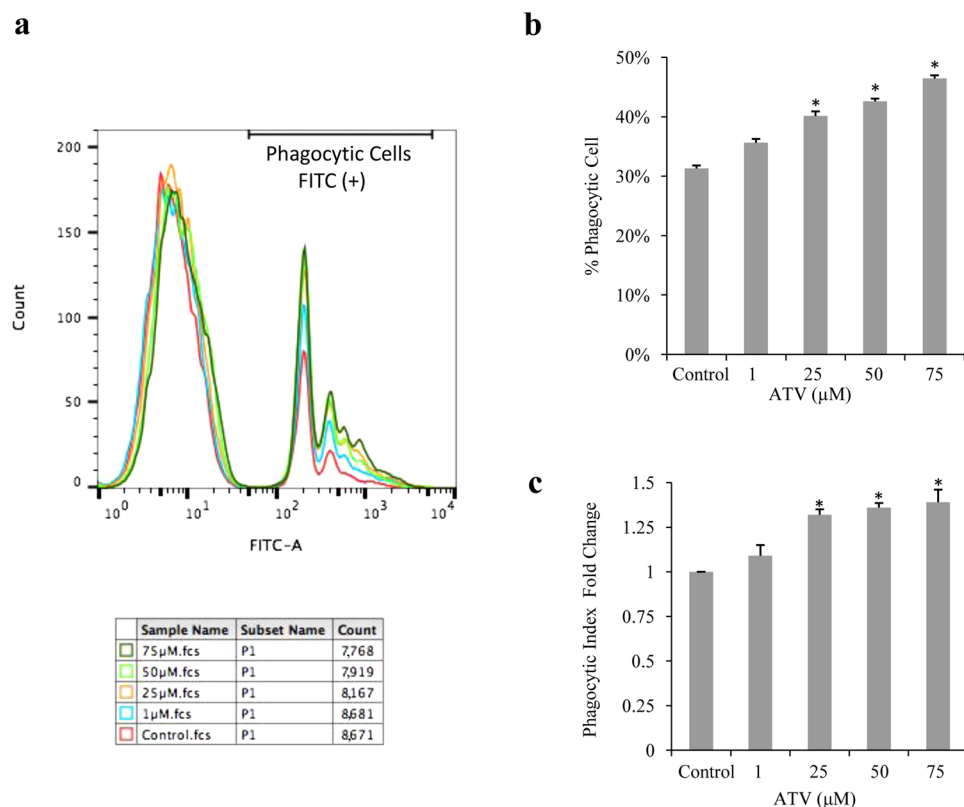 a
200
150
100
50
0
Count
Phagocytic Cells
FITC (+)
10^0 10^1 10^2 10^3 10^4
FITC-A
Sample Name Subset Name Count
75µM.fcs P1 7,768
50µM.fcs P1 7,919
25µM.fcs P1 8,167
1µM.fcs P1 8,681
Control.fcs P1 8,671
b
50%
40%
30%
20%
10%
0%
% Phagocytic Cell
* * *
Control 1 25 50 75
ATV (µM)
c
1.5
1.25
1
0.75
0.5
0.25
0
Phagocytic Index Fold Change
* * *
Control 1 25 50 75
ATV (µM)